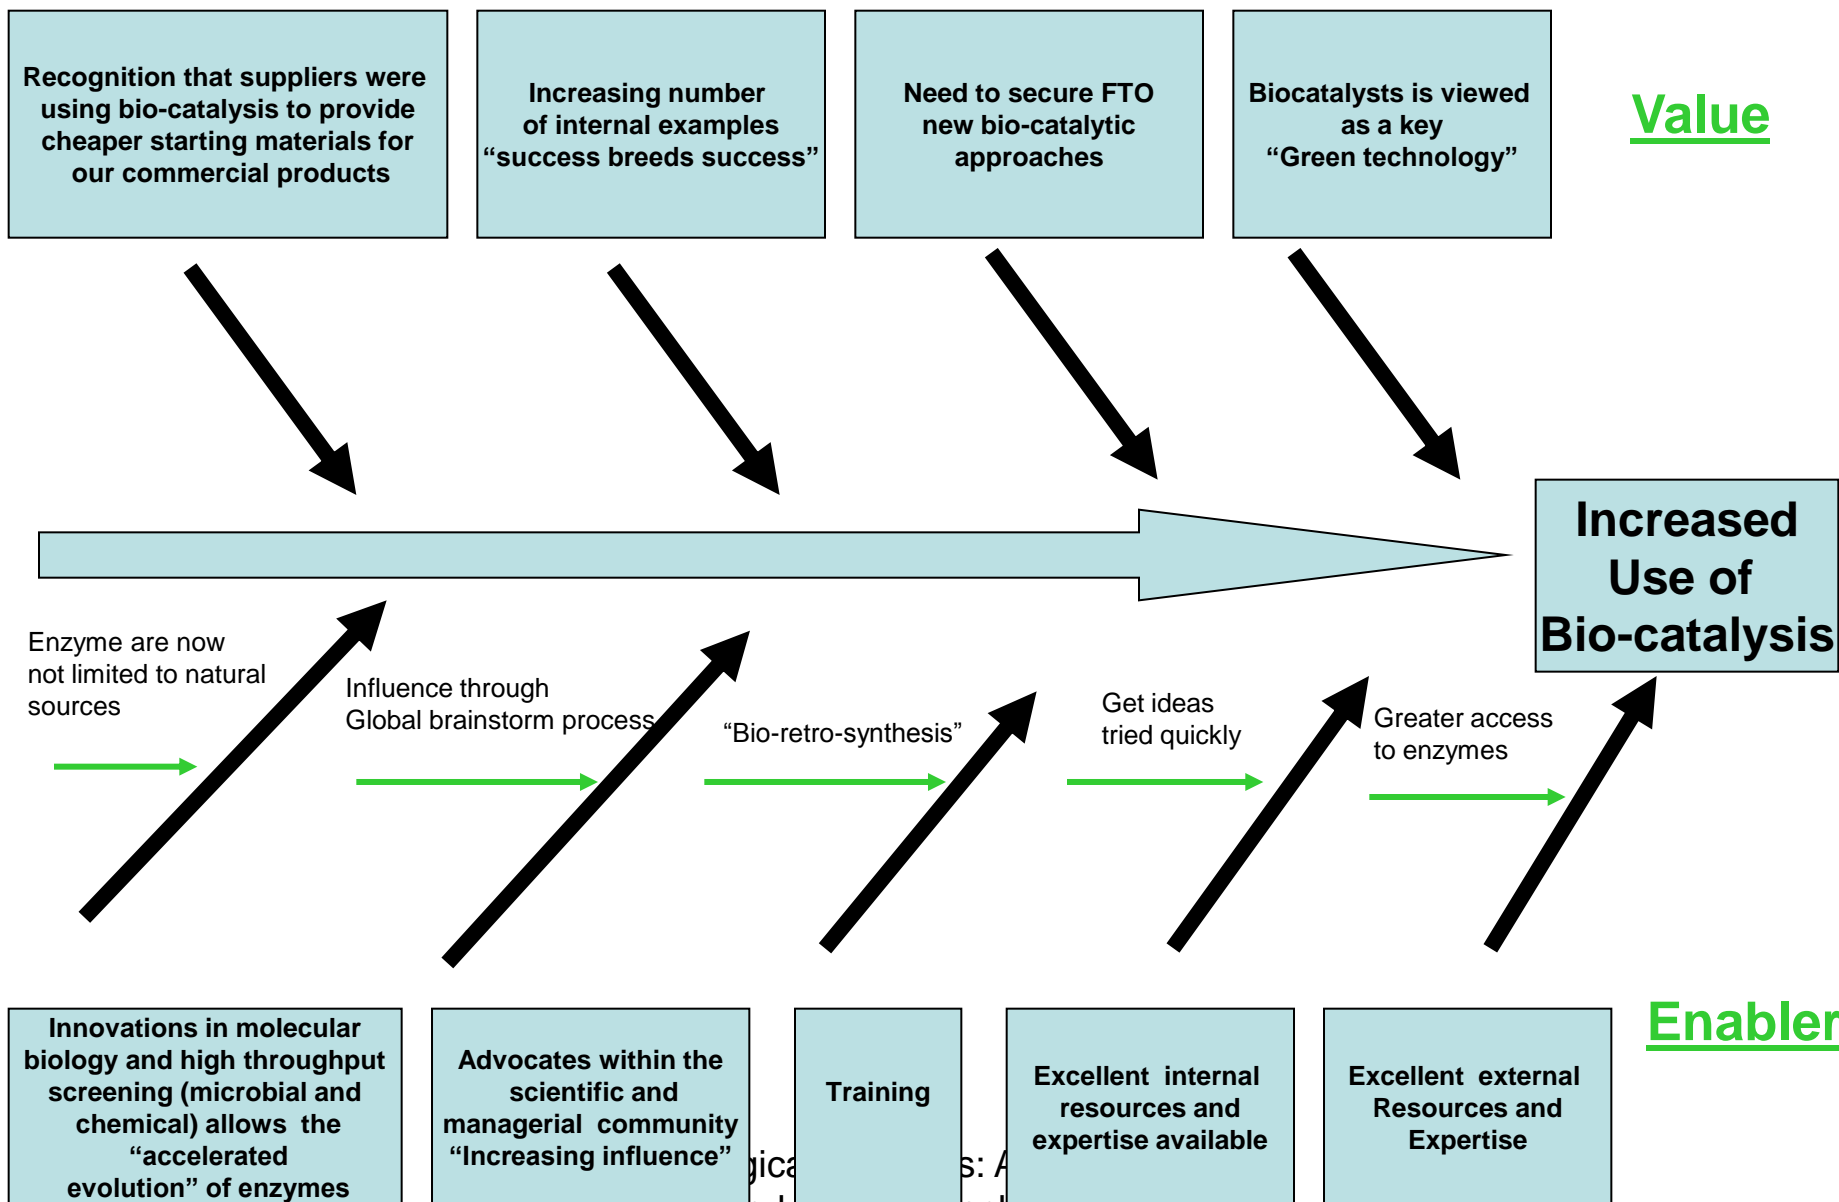 Recognition that suppliers were
using bio-catalysis to provide
cheaper starting materials for
our commercial products
Increasing number
of internal examples
“success breeds success”
Need to secure FTO
new bio-catalytic
approaches
Biocatalysts is viewed
as a key
“Green technology”
Value
Increased
Use of
Bio-catalysis
Enzyme are now
not limited to natural
sources
Influence through
Global brainstorm process
“Bio-retro-synthesis”
Get ideas
tried quickly
Greater access
to enzymes
Innovations in molecular
biology and high throughput
screening (microbial and
chemical) allows the
“accelerated
evolution” of enzymes
Advocates within the
scientific and
managerial community
“Increasing influence”
Training
Excellent internal
resources and
expertise available
Excellent external
Resources and
Expertise
Enabler